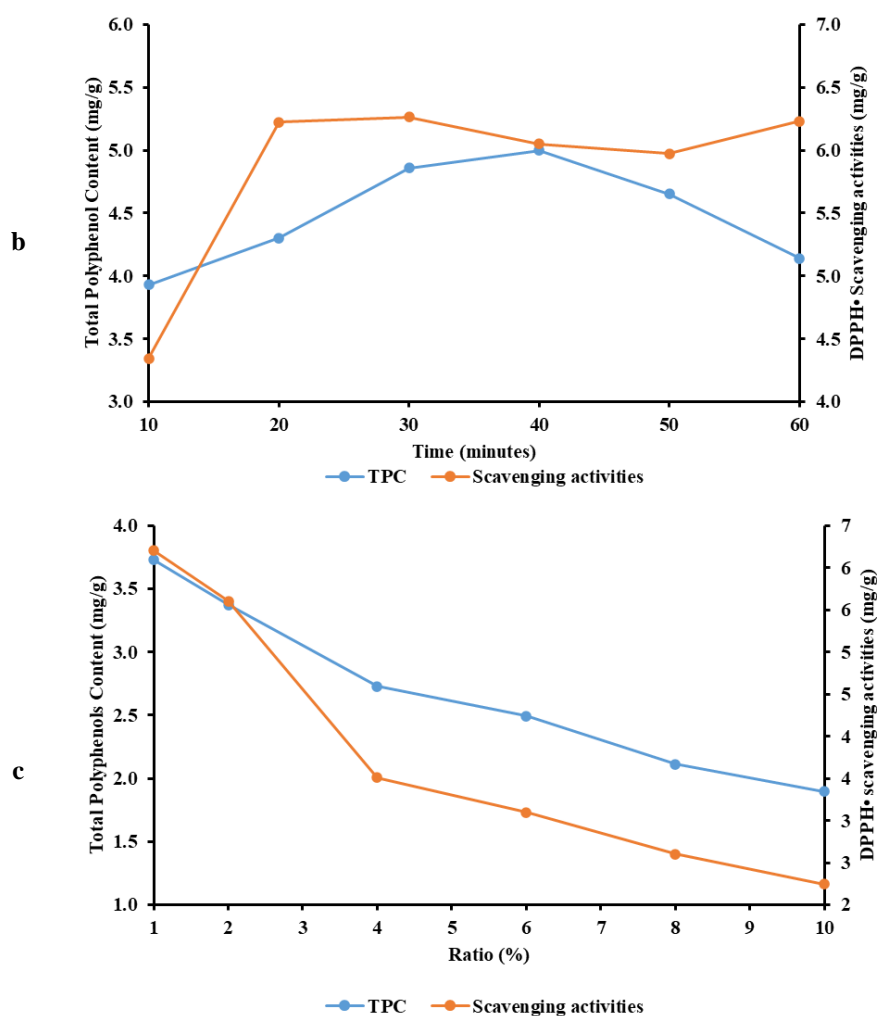 b
Total Polyphenol Content (mg/g)
6.0
5.5
5.0
4.5
4.0
3.5
3.0
7.0
6.5
6.0
5.5
5.0
4.5
4.0
DPPH• Scavenging activities (mg/g)
10 20 30 40 50 60
Time (minutes)
TPC Scavenging activities
c
Total Polyphenols Content (mg/g)
4.0
3.5
3.0
2.5
2.0
1.5
1.0
7
6
6
5
5
4
4
3
3
2
DPPH• scavenging activities (mg/g)
1 2 3 4 5 6 7 8 9 10
Ratio (%)
TPC Scavenging activities